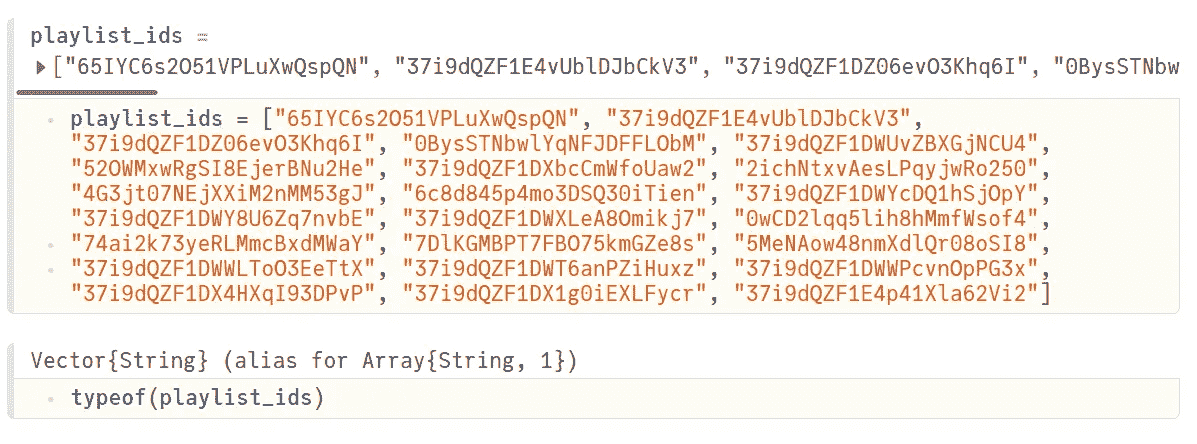 playlist_ids =
["65IYC6s2O51VPLuXwQspQN", "37i9dQZF1E4vUblDJbCkV3", "37i9dQZF1DZ06evO3Khq6I", "0BysSTNbw
playlist_ids = ["65IYC6s2O51VPLuXwQspQN", "37i9dQZF1E4vUblDJbCkV3",
"37i9dQZF1DZ06evO3Khq6I", "0BysSTNbwlYqNFJDFFLObM", "37i9dQZF1DWUvZBXGjNCU4",
"52OWMxwRgSI8EjerBNu2He", "37i9dQZF1DXbcCmWfoUaw2", "2ichNtxvAesLPqyjwRo250",
"4G3jt07NEjXXiM2nMM53gJ", "6c8d845p4mo3DSQ30iTien", "37i9dQZF1DWYcDQ1hSjOpY",
"37i9dQZF1DWY8U6Zq7nvbE", "37i9dQZF1DWXLeA8Omikj7", "0wCD2lqq5lih8hMmfWsof4",
"74ai2k73yeRLMmcBxdMWaY", "7DlKGMBPT7FBO75kmGZe8s", "5MeNAow48nmXdlQr08oSI8",
"37i9dQZF1DWWLToO3EeTtX", "37i9dQZF1DWT6anPZiHuxz", "37i9dQZF1DWWPcvnOpPG3x",
"37i9dQZF1DX4HXqI93DPvP", "37i9dQZF1DX1g0iEXLFycr", "37i9dQZF1E4p41Xla62Vi2"]
Vector{String} (alias for Array{String, 1})
typeof(playlist_ids)